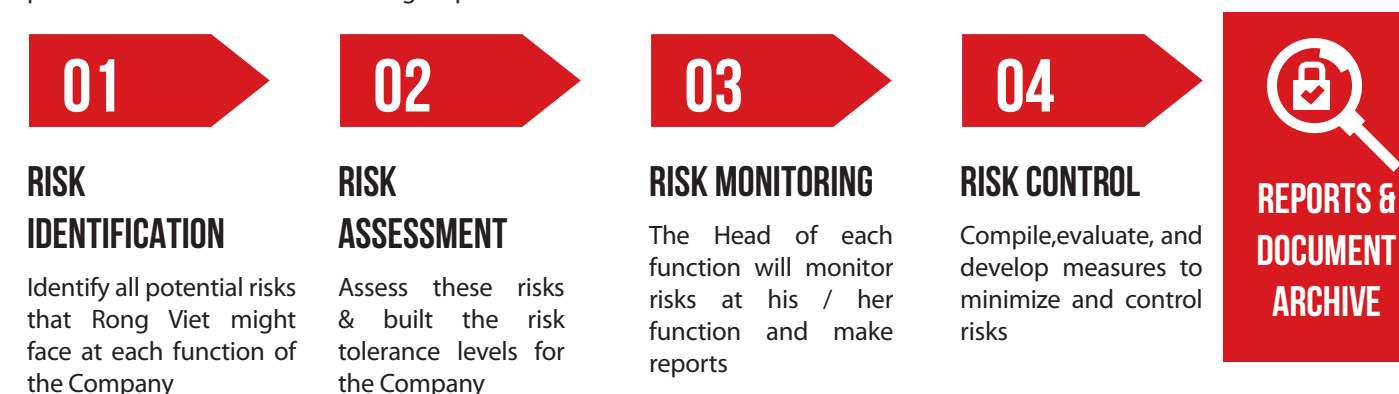 01
RISK
IDENTIFICATION
Identify all potential risks
that Rong Viet might
face at each function of
the Company
02
RISK
ASSESSMENT
Assess these risks
& built the risk
tolerance levels for
the Company
03
RISK MONITORING
The Head of each
function will monitor
risks at his / her
function and make
reports
04
RISK CONTROL
Compile,evaluate, and
develop measures to
minimize and control
risks
REPORTS &
DOCUMENT
ARCHIVE